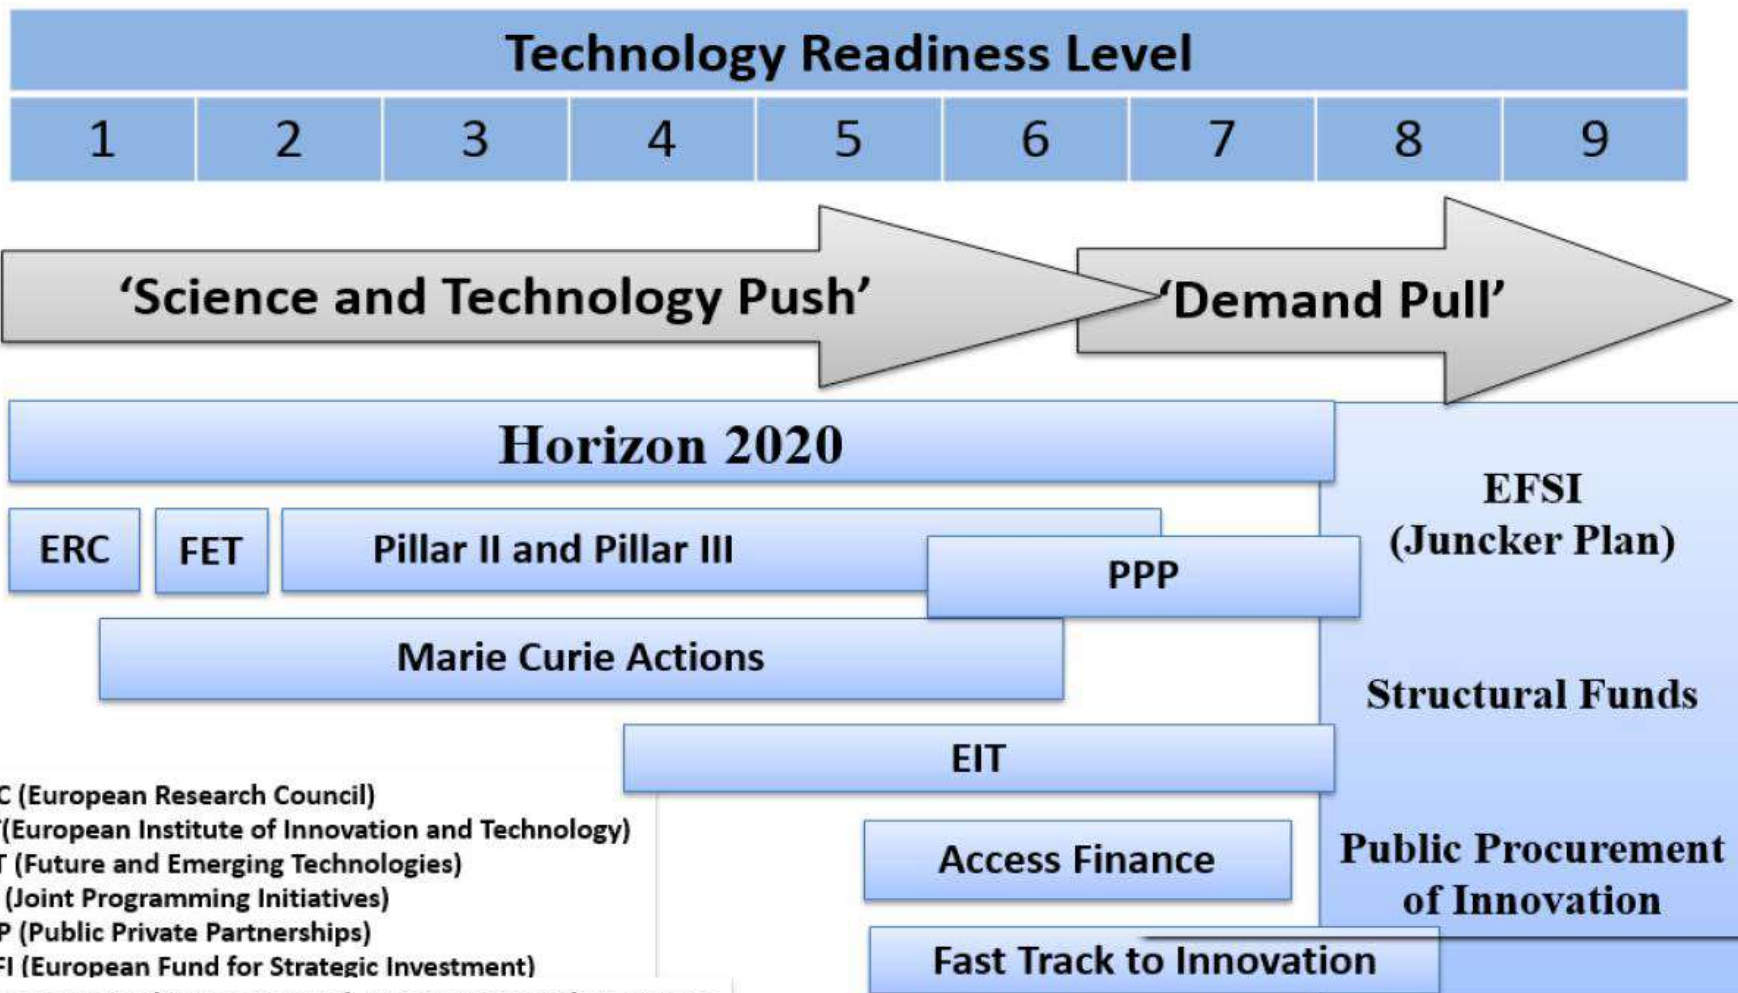 Technology Readiness Level
1 2 3 4 5 6 7 8 9
‘Science and Technology Push’
‘Demand Pull’
Horizon 2020
EFSI
(Juncker Plan)
ERC
FET
Pillar II and Pillar III
PPP
Marie Curie Actions
Structural Funds
EIT
Access Finance
Public Procurement
of Innovation
Fast Track to Innovation
C (European Research Council)
(European Institute of Innovation and Technology)
T (Future and Emerging Technologies)
(Joint Programming Initiatives)
P (Public Private Partnerships)
FI (European Fund for Strategic Investment)